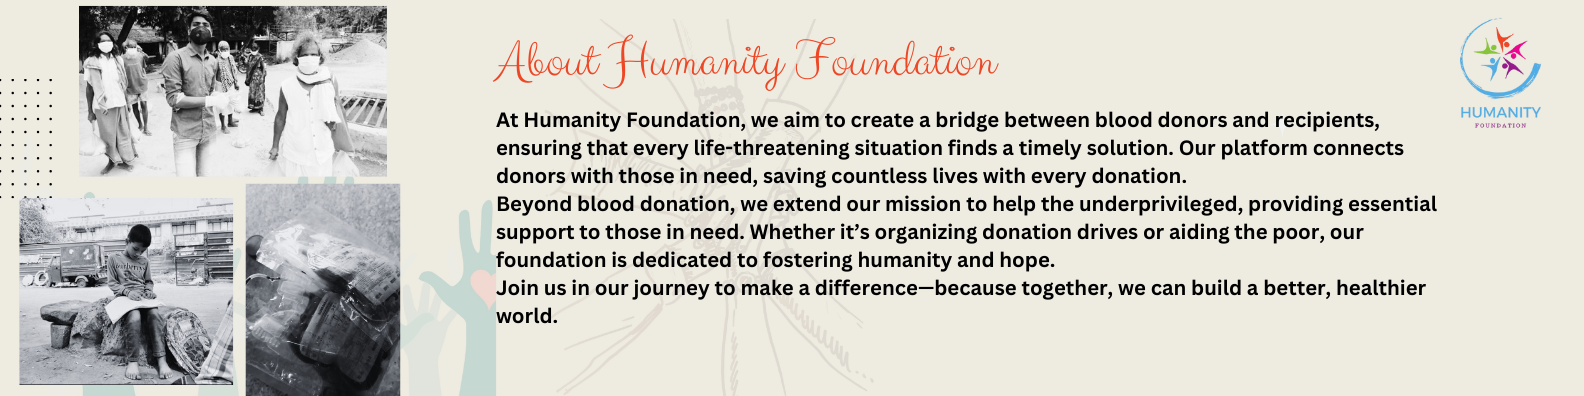 About Humanity Foundation
At Humanity Foundation, we aim to create a bridge between blood donors and recipients,
ensuring that every life-threatening situation finds a timely solution. Our platform connects
donors with those in need, saving countless lives with every donation.
Beyond blood donation, we extend our mission to help the underprivileged, providing essential
support to those in need. Whether it’s organizing donation drives or aiding the poor, our
foundation is dedicated to fostering humanity and hope.
Join us in our journey to make a difference—because together, we can build a better, healthier
world.
HUMANITY
FOUNDATION